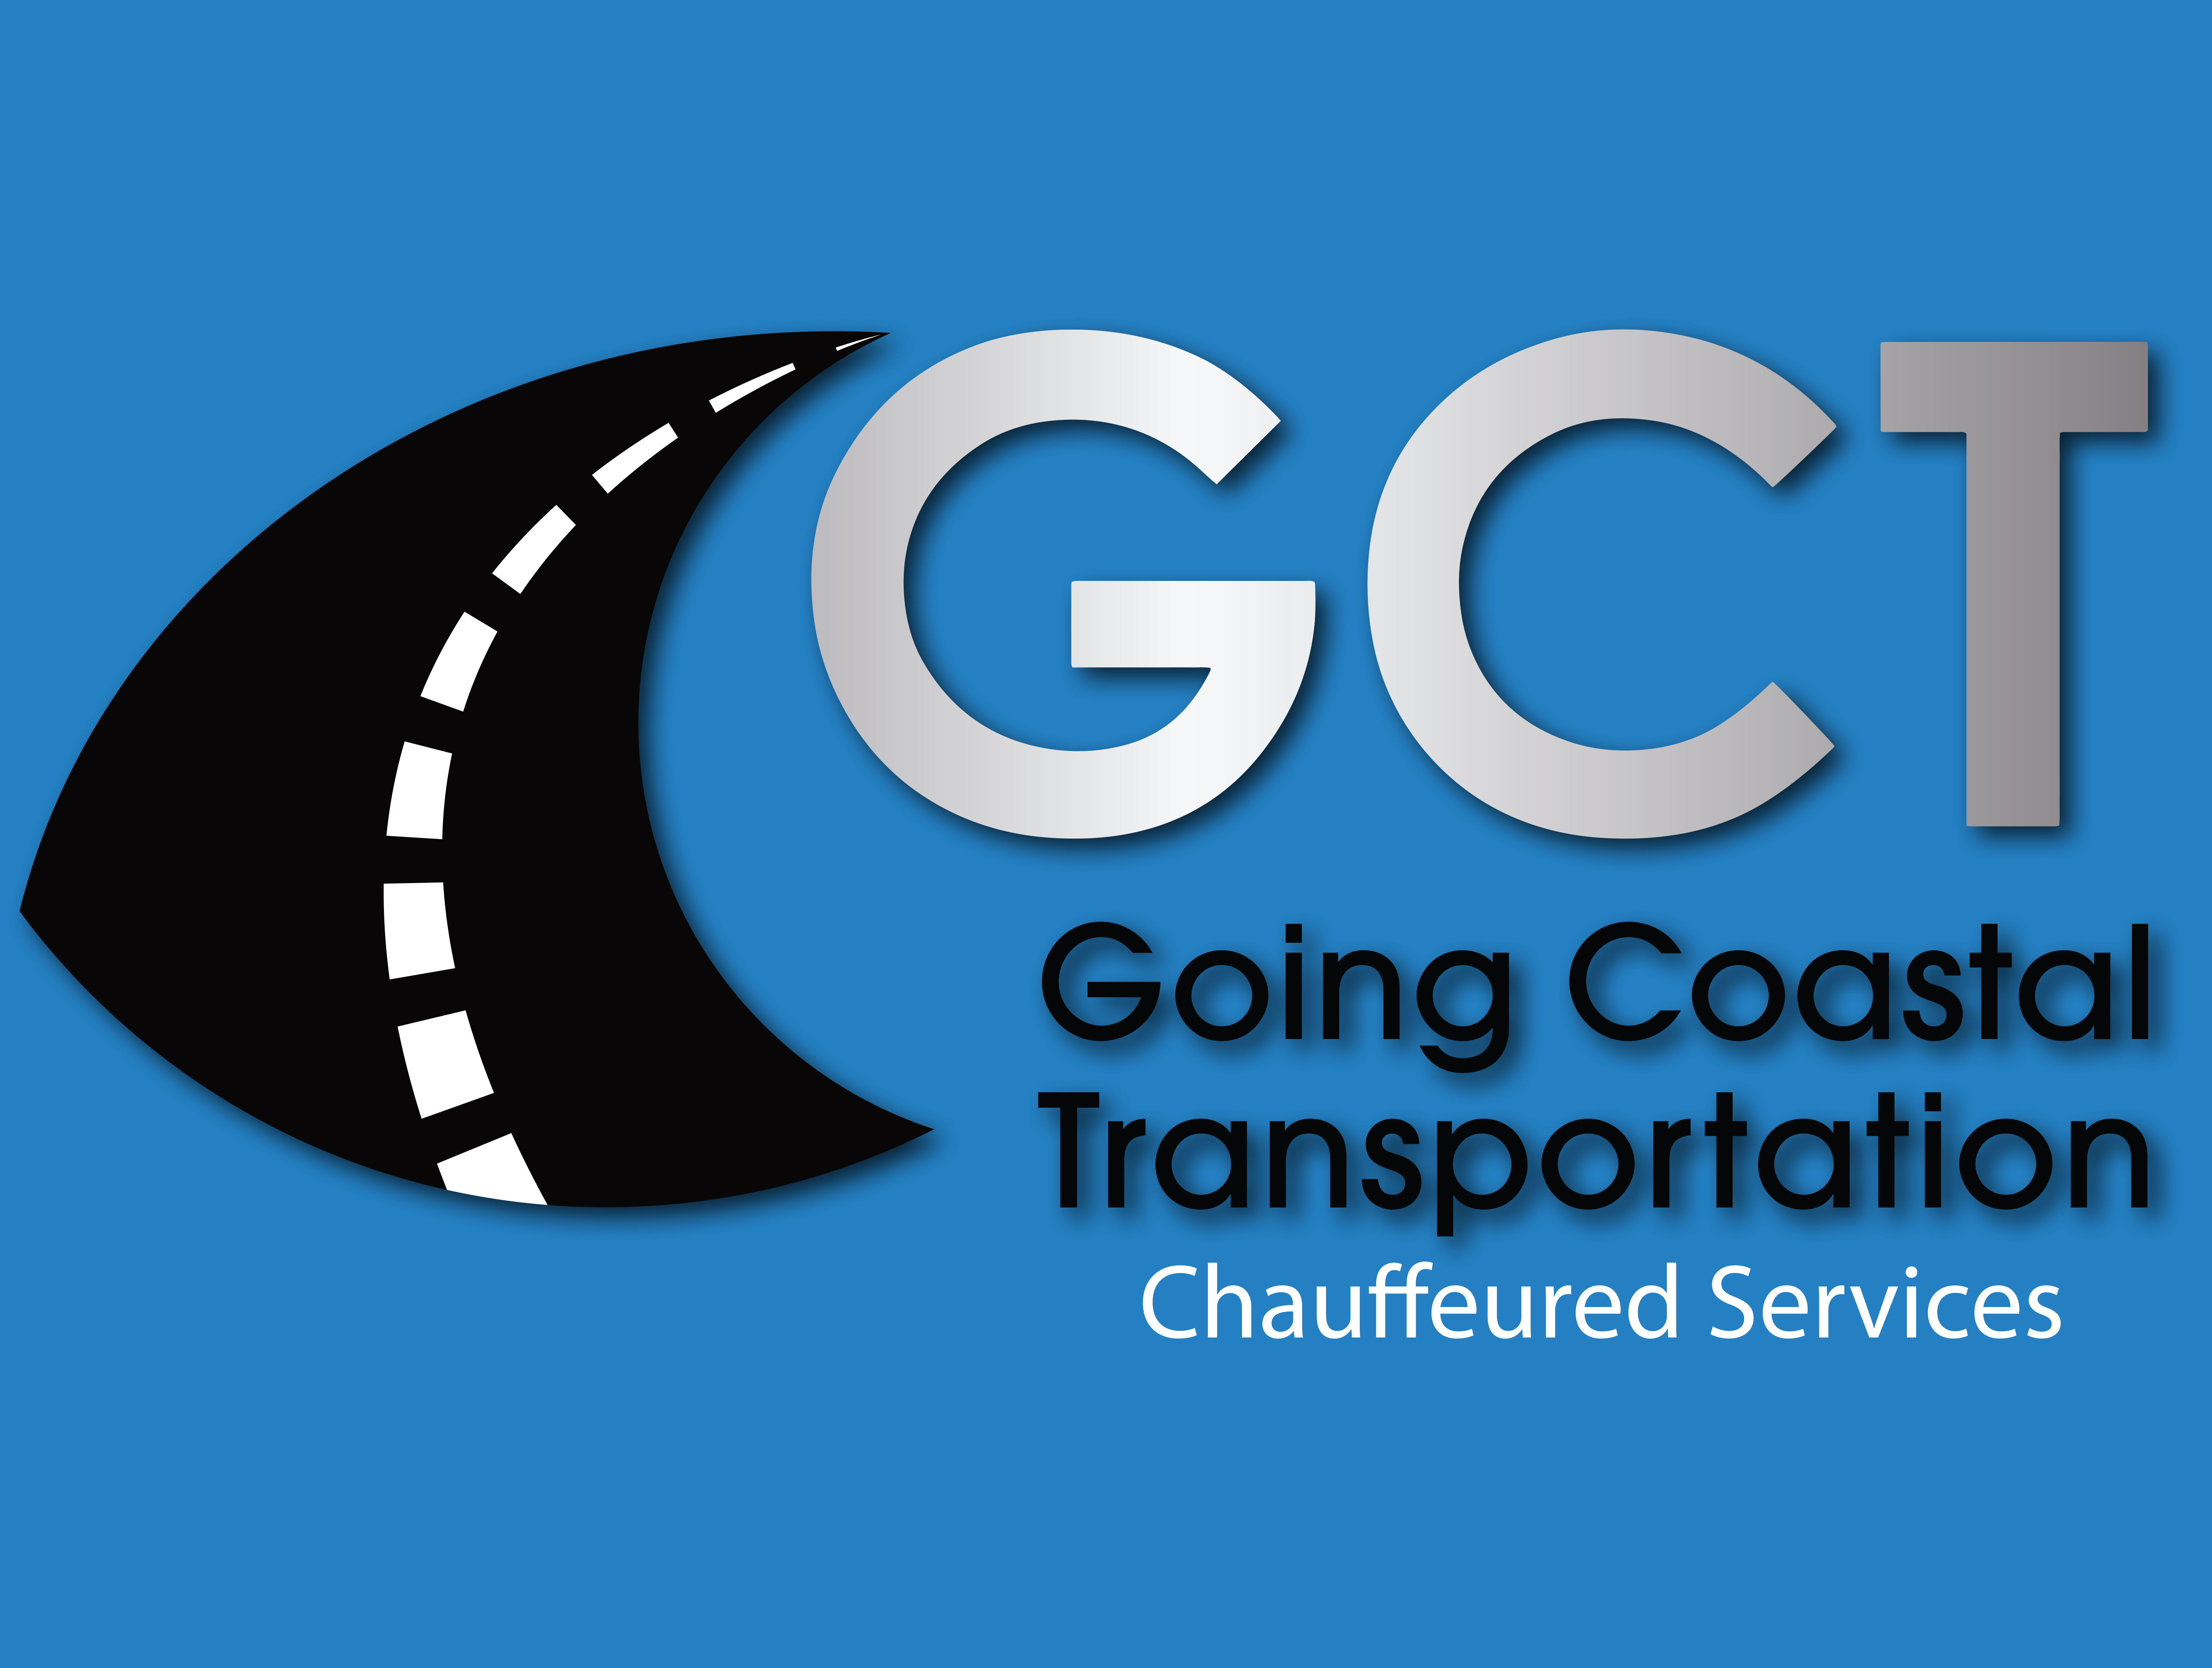 GCT
Going Coastal
Transportation
Chauffeured Services